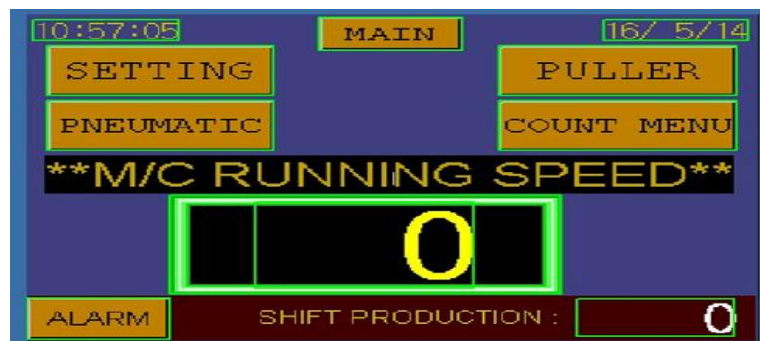 10:57:05 MAIN 16/ 5/14
SETTING PULLER
PNEUMATIC COUNT MENU
**M/C RUNNING SPEED**
0
ALARM SHIFT PRODUCTION : 0